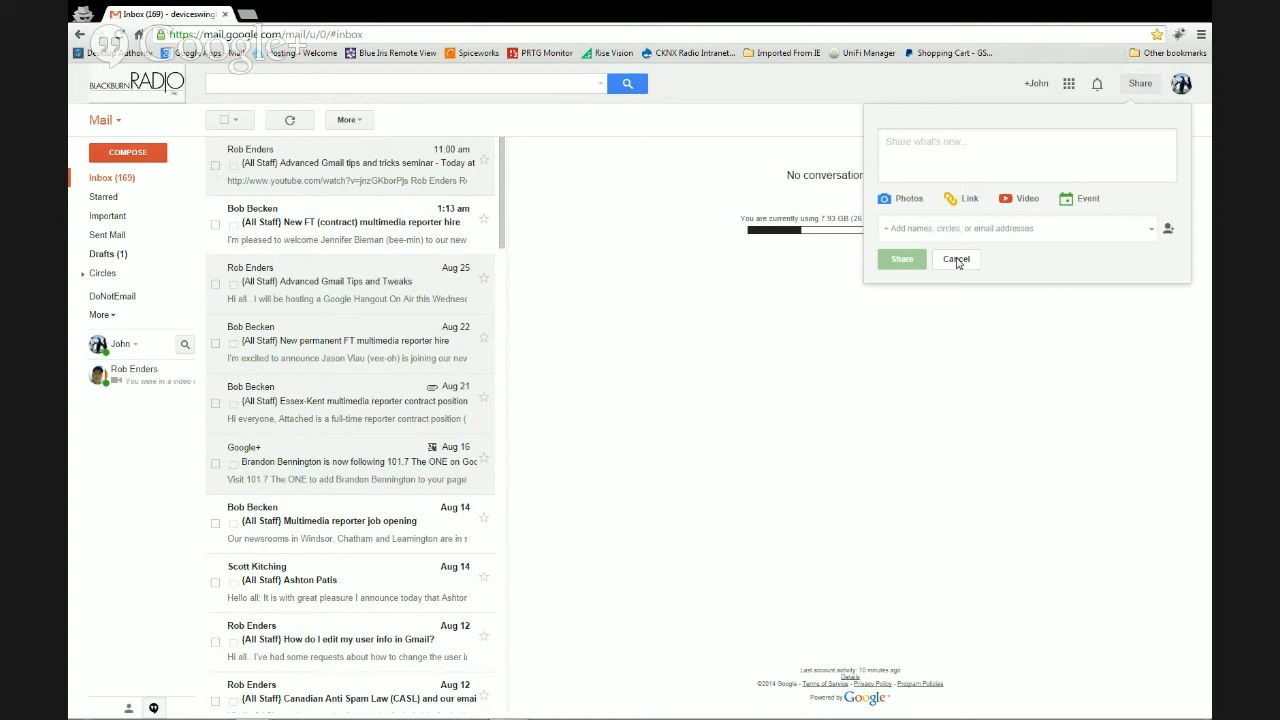 Inbox (169) - deviceswing
https://mail.google.com/mail/u/0/#inbox
Google+
Blue Iris Remote View
Spiceworks
PRTG Monitor
Rise Vision
CKNX Radio Intranet...
Imported From IE
UniFi Manager
Shopping Cart - GS...
Other bookmarks
BLACKBURN RADIO INC.
+John
Share
Mail
More
COMPOSE
Inbox (169)
Starred
Important
Sent Mail
Drafts (1)
Circles
DoNotEmail
More
John
Rob Enders
You were in a video
Rob Enders 11:00 am
{All Staff} Advanced Gmail tips and tricks seminar - Today at
http://www.youtube.com/watch?v=jnzGKborPjs Rob Enders R
Bob Becken 1:13 am
{All Staff} New FT (contract) multimedia reporter hire
I'm pleased to welcome Jennifer Bleman (bee-min) to our new
Rob Enders Aug 25
{All Staff} Advanced Gmail Tips and Tweaks
Hi all.. I will be hosting a Google Hangout On Air this Wednes
Bob Becken Aug 22
{All Staff} New permanent FT multimedia reporter hire
I'm excited to announce Jason Viau (vee-oh) is joining our new
Bob Becken Aug 21
{All Staff} Essex-Kent multimedia reporter contract position
Hi everyone, Attached is a full-time reporter contract position (
Google+ Aug 16
Brandon Bennington is now following 101.7 The ONE on Goo
Visit 101.7 The ONE to add Brandon Bennington to your page'
Bob Becken Aug 14
{All Staff} Multimedia reporter job opening
Our newsrooms in Windsor, Chatham and Leamington are in s
Scott Kitching Aug 14
{All Staff} Ashton Patis
Hello all: It is with great pleasure I announce today that Ashtor
Rob Enders Aug 12
{All Staff} How do I edit my user info in Gmail?
Hi all.. I've had some requests about how to change the user i
Rob Enders Aug 12
{All Staff} Canadian Anti Spam Law (CASL) and our emai
No conversation
You are currently using 7.93 GB (26
Share what's new...
Photos
Link
Video
Event
+ Add names, circles, or email addresses
Share
Cancel
Last account activity: 10 minutes ago
Details
©2014 Google - Terms of Service - Privacy Policy - Program Policies
Powered by Google